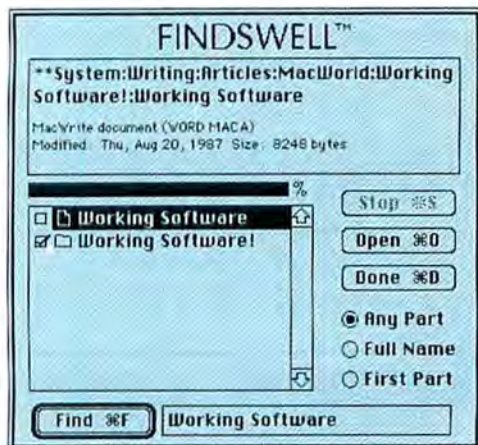 FINDSWELL™
**System:Writing:Articles:MacWorld:Working
Software!:Working Software
MacWrite document (WORD MACA)
Modified: Thu, Aug 20, 1987 Size: 8248 bytes
%
Working Software
Working Software!
Stop ⌘S
Open ⌘O
Done ⌘D
Any Part
Full Name
First Part
Find ⌘F
Working Software